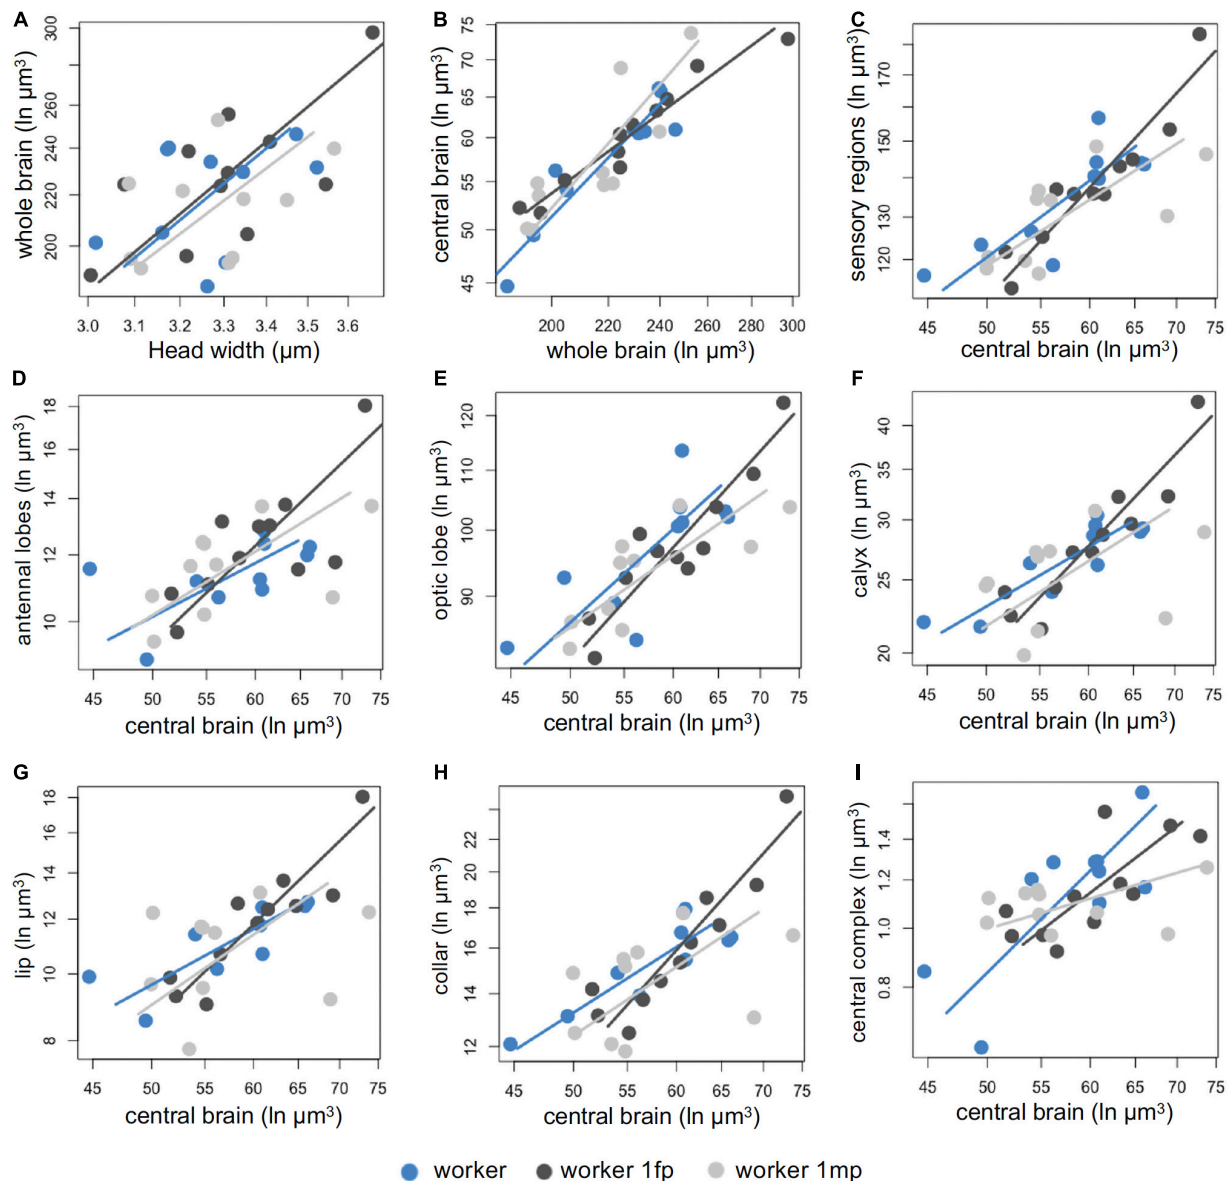 A
whole brain (ln µm³)
300
260
240
220
200
3.0 3.1 3.2 3.3 3.4 3.5 3.6
Head width (µm)
B
central brain (ln µm³)
75
70
65
60
55
50
45
200 220 240 260 280 300
whole brain (ln µm³)
C
sensory regions (ln µm³)
170
150
130
120
45 50 55 60 65 70 75
central brain (ln µm³)
D
antennal lobes (ln µm³)
18
16
14
12
10
45 50 55 60 65 70 75
central brain (ln µm³)
E
optic lobe (ln µm³)
120
110
100
90
45 50 55 60 65 70 75
central brain (ln µm³)
F
calyx (ln µm³)
40
35
30
25
20
45 50 55 60 65 70 75
central brain (ln µm³)
G
lip (ln µm³)
18
16
14
12
10
8
45 50 55 60 65 70 75
central brain (ln µm³)
H
collar (ln µm³)
22
18
16
14
12
45 50 55 60 65 70 75
central brain (ln µm³)
I
central complex (ln µm³)
1.4
1.2
1.0
0.8
45 50 55 60 65 70 75
central brain (ln µm³)
worker worker 1fp worker 1mp